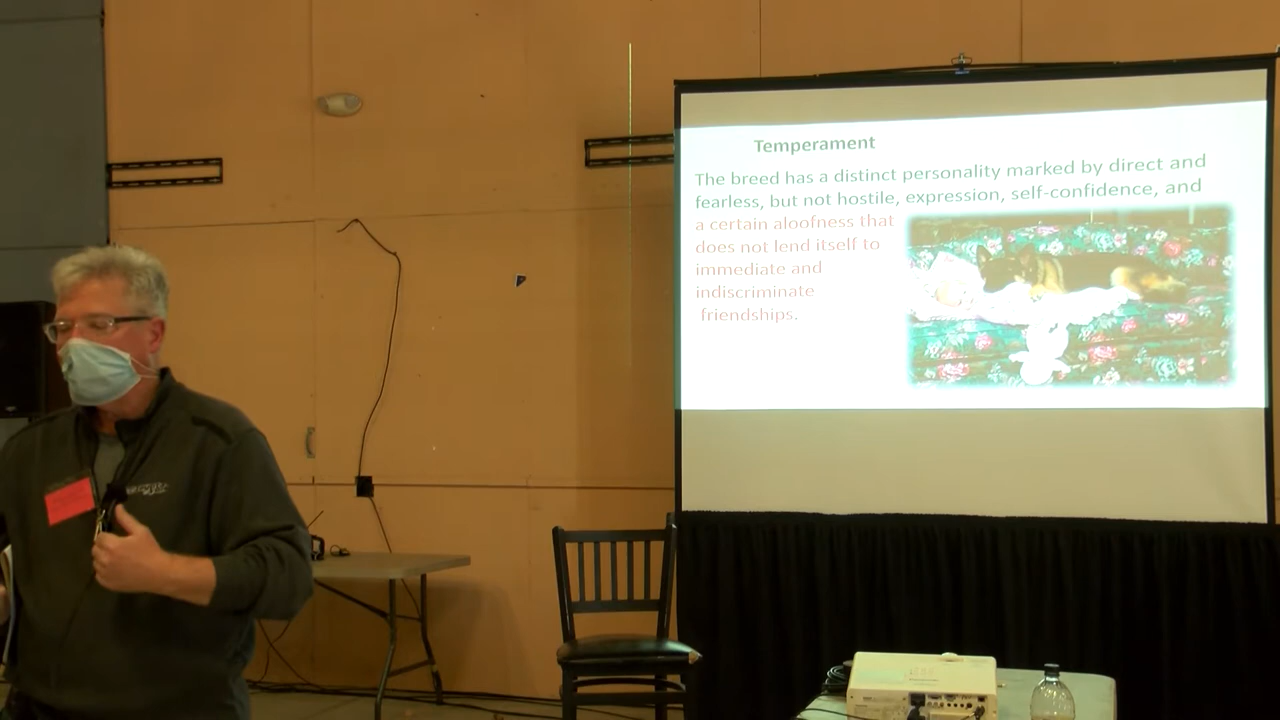 Temperament
The breed has a distinct personality marked by direct and
fearless, but not hostile, expression, self-confidence, and
a certain aloofness that
does not lend itself to
immediate and
indiscriminate
friendships.